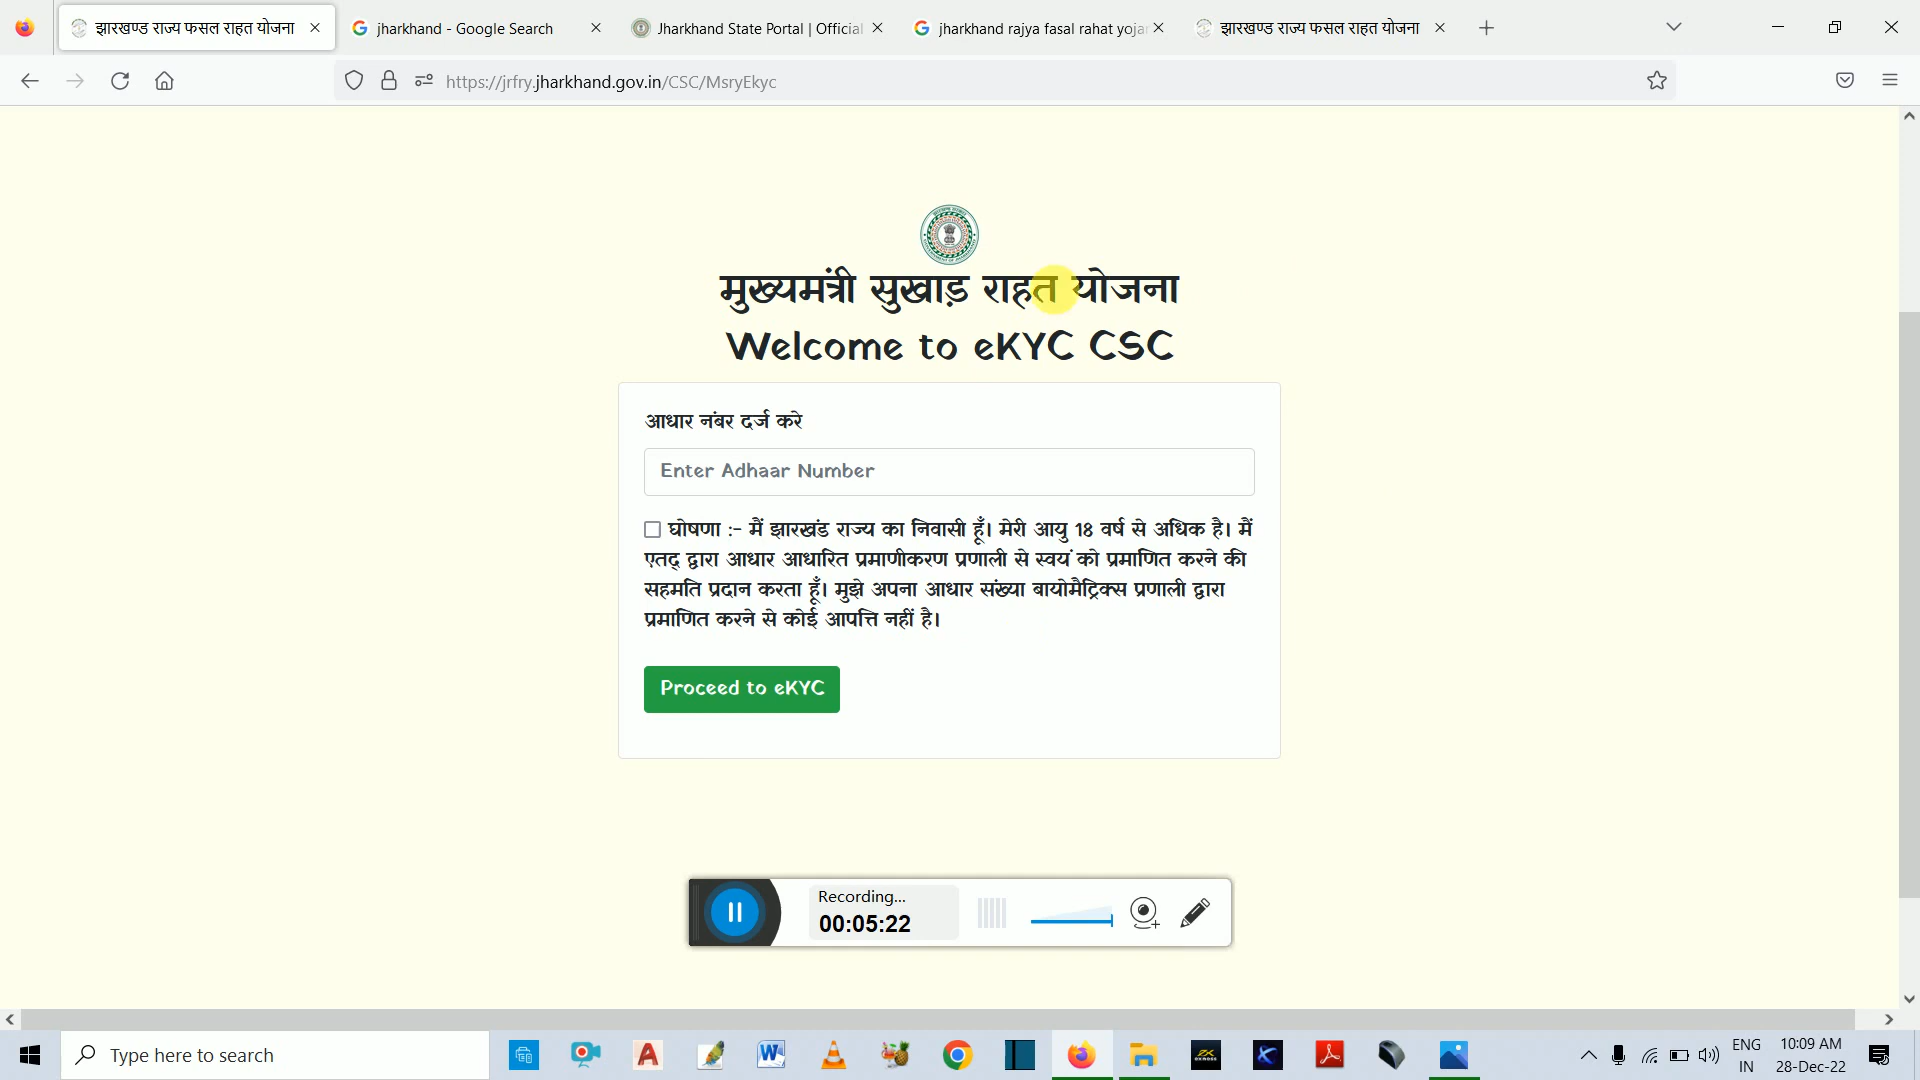 झारखण्ड राज्य फसल राहत योजना
jharkhand - Google Search
Jharkhand State Portal | Official
jharkhand rajya fasal rahat yoja
झारखण्ड राज्य फसल राहत योजना
https://jrfry.jharkhand.gov.in/CSC/MsryEkyc
मुख्यमंत्री सुखाड़ राहत योजना
Welcome to eKYC CSC
आधार नंबर दर्ज करे
Enter Adhaar Number
घोषणा :- मैं झारखंड राज्य का निवासी हूँ। मेरी आयु 18 वर्ष से अधिक है। मैं
एतद् द्वारा आधार आधारित प्रमाणीकरण प्रणाली से स्वयं को प्रमाणित करने की
सहमति प्रदान करता हूँ। मुझे अपना आधार संख्या बायोमैट्रिक्स प्रणाली द्वारा
प्रमाणित करने से कोई आपत्ति नहीं है।
Proceed to eKYC
Recording...
00:05:22
Type here to search
ENG
IN
10:09 AM
28-Dec-22